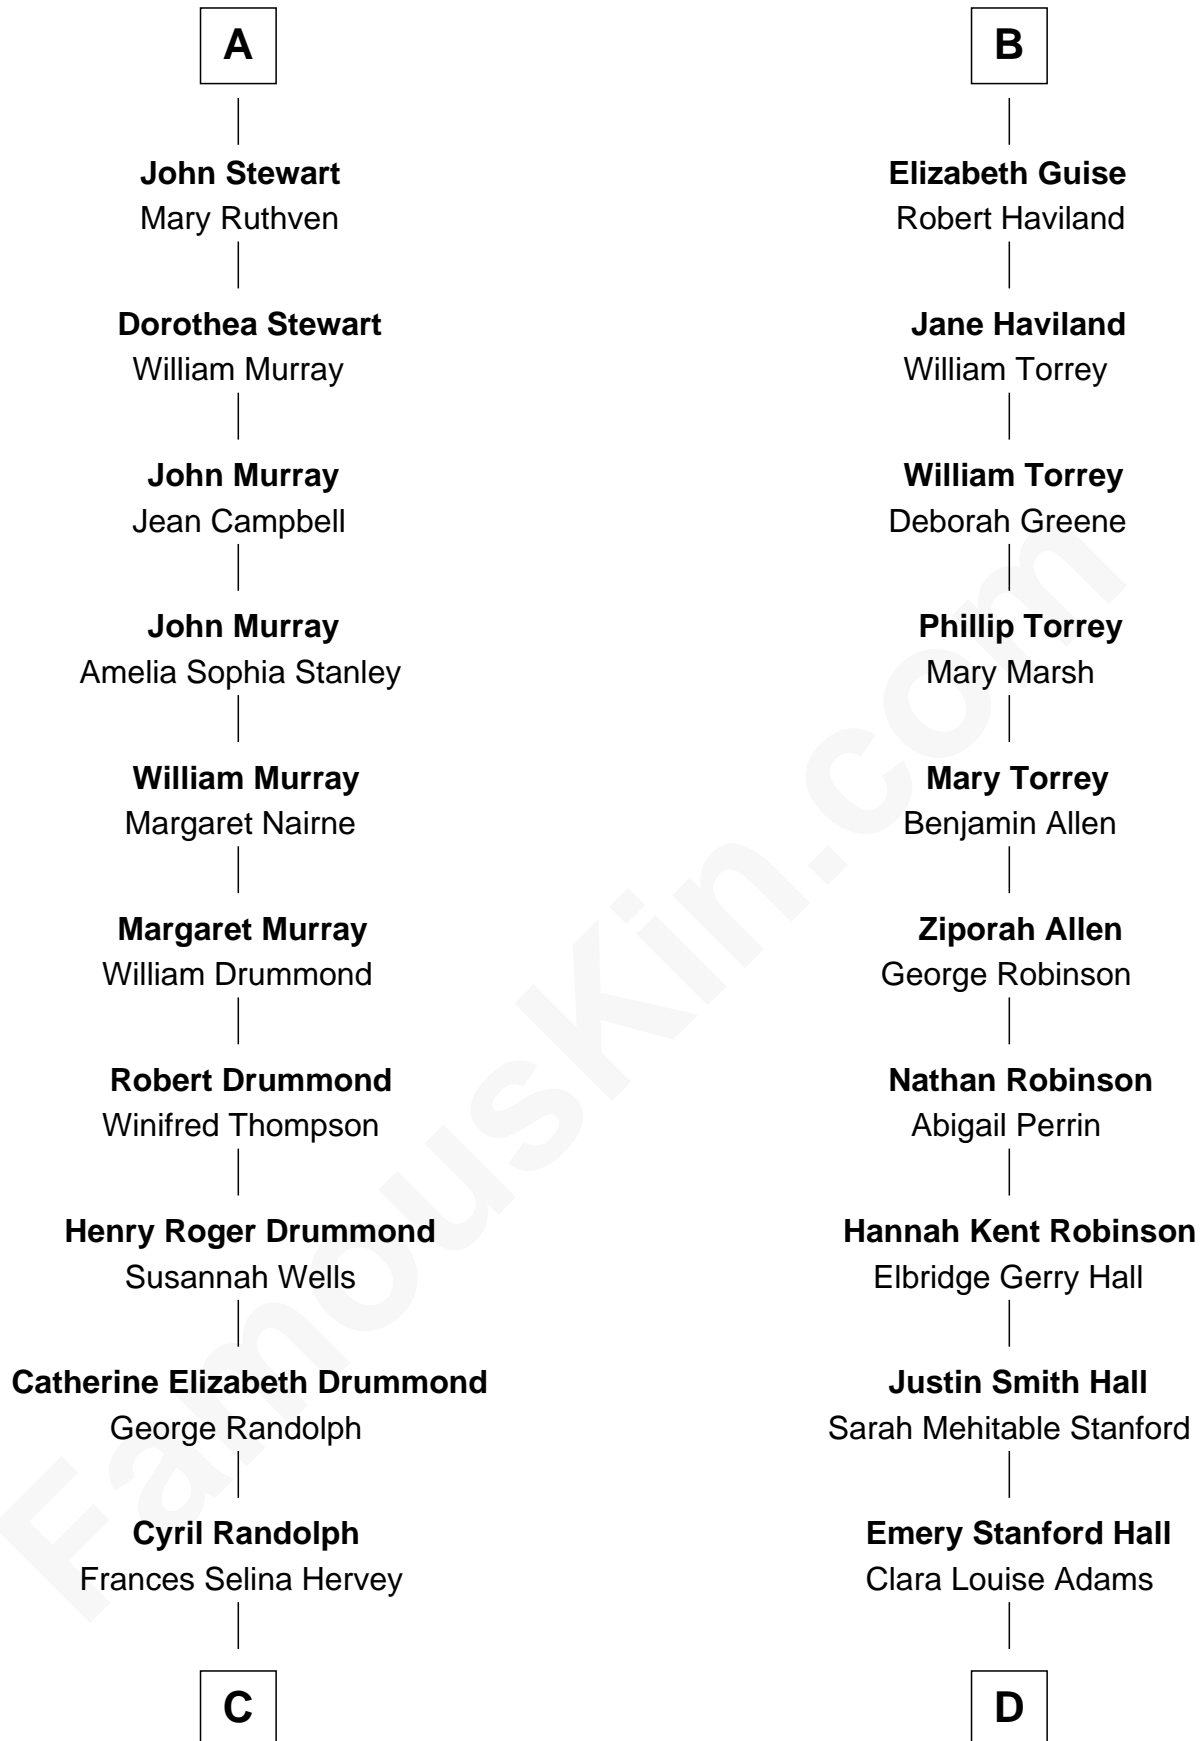 A
John Stewart
Mary Ruthven
Dorothea Stewart
William Murray
John Murray
Jean Campbell
John Murray
Amelia Sophia Stanley
William Murray
Margaret Nairne
Margaret Murray
William Drummond
Robert Drummond
Winifred Thompson
Henry Roger Drummond
Susannah Wells
Catherine Elizabeth Drummond
George Randolph
Cyril Randolph
Frances Selina Hervey
C
B
Elizabeth Guise
Robert Haviland
Jane Haviland
William Torrey
William Torrey
Deborah Greene
Phillip Torrey
Mary Marsh
Mary Torrey
Benjamin Allen
Ziporah Allen
George Robinson
Nathan Robinson
Abigail Perrin
Hannah Kent Robinson
Elbridge Gerry Hall
Justin Smith Hall
Sarah Mehitable Stanford
Emery Stanford Hall
Clara Louise Adams
D
FamousKin.com